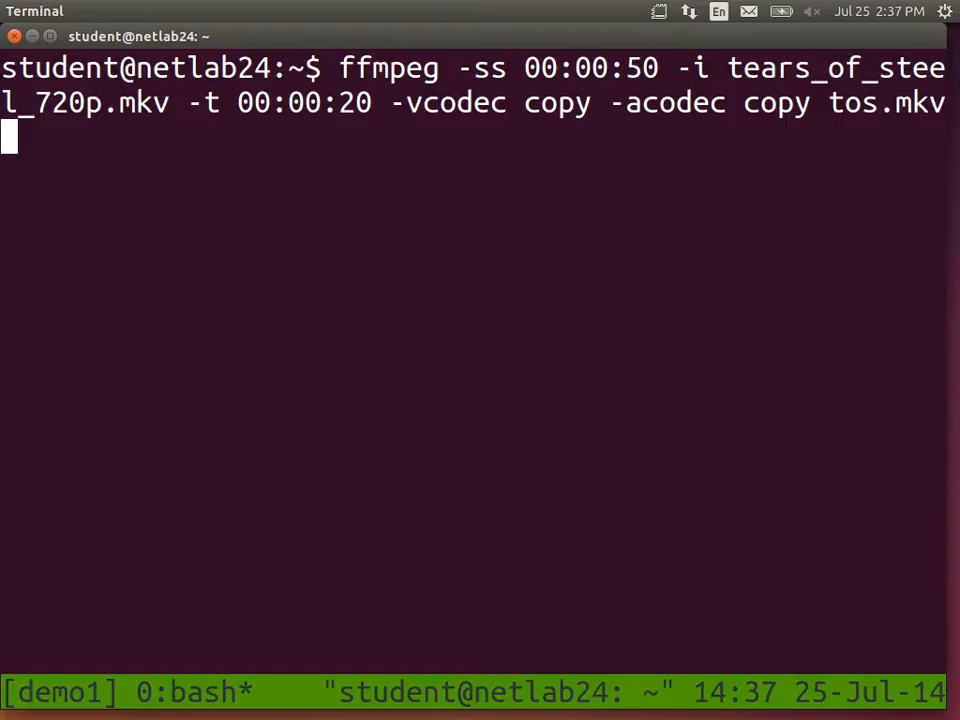 Terminal
En
Jul 25 2:37 PM
student@netlab24: ~
student@netlab24:~$ ffmpeg -ss 00:00:50 -i tears_of_stee
l_720p.mkv -t 00:00:20 -vcodec copy -acodec copy tos.mkv
[demo1] 0:bash* "student@netlab24: ~" 14:37 25-Jul-14